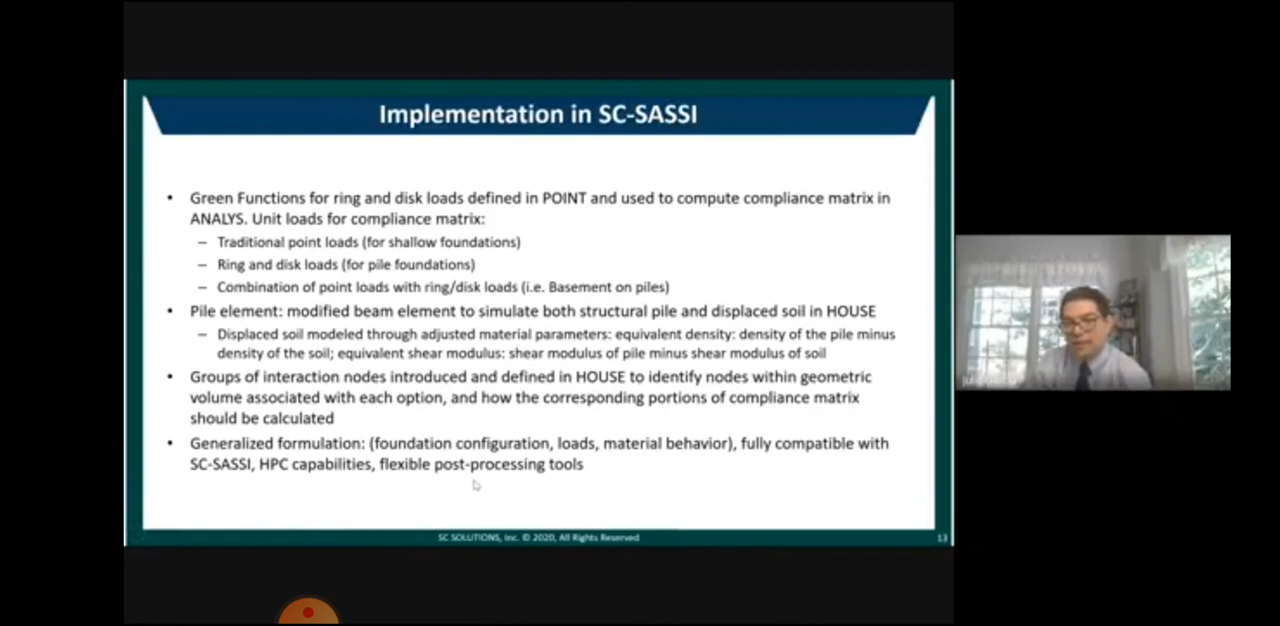 Implementation in SC-SASSI
• Green Functions for ring and disk loads defined in POINT and used to compute compliance matrix in
ANALYS. Unit loads for compliance matrix:
– Traditional point loads (for shallow foundations)
– Ring and disk loads (for pile foundations)
– Combination of point loads with ring/disk loads (i.e. Basement on piles)
• Pile element: modified beam element to simulate both structural pile and displaced soil in HOUSE
– Displaced soil modeled through adjusted material parameters: equivalent density: density of the pile minus
density of the soil; equivalent shear modulus: shear modulus of pile minus shear modulus of soil
• Groups of interaction nodes introduced and defined in HOUSE to identify nodes within geometric
volume associated with each option, and how the corresponding portions of compliance matrix
should be calculated
• Generalized formulation: (foundation configuration, loads, material behavior), fully compatible with
SC-SASSI, HPC capabilities, flexible post-processing tools
SC SOLUTIONS, Inc. © 2020, All Rights Reserved
13